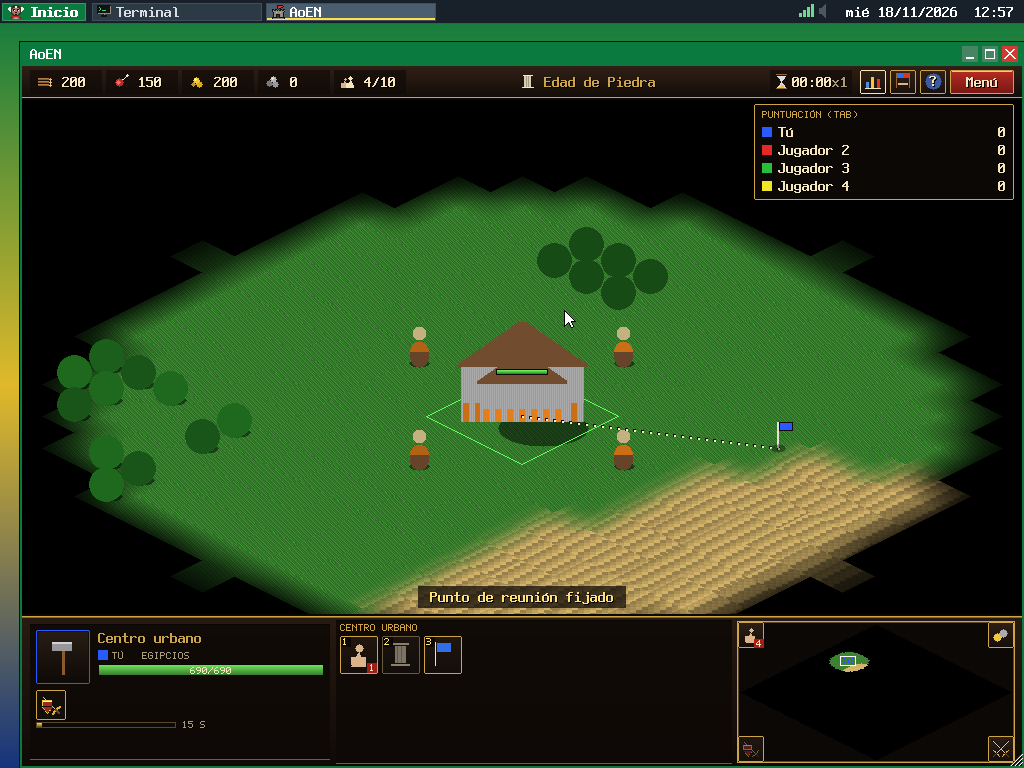 Inicio
Terminal
AoEN
mié 18/11/2026 12:57
AoEN
200
150
200
0
4/10
Edad de Piedra
00:00x1
?
Menú
PUNTUACIÓN (TAB)
Tú 0
Jugador 2 0
Jugador 3 0
Jugador 4 0
Punto de reunión fijado
Centro urbano
TÚ EGIPCIOS
690/690
15 S
CENTRO URBANO
1
1
2
3
4